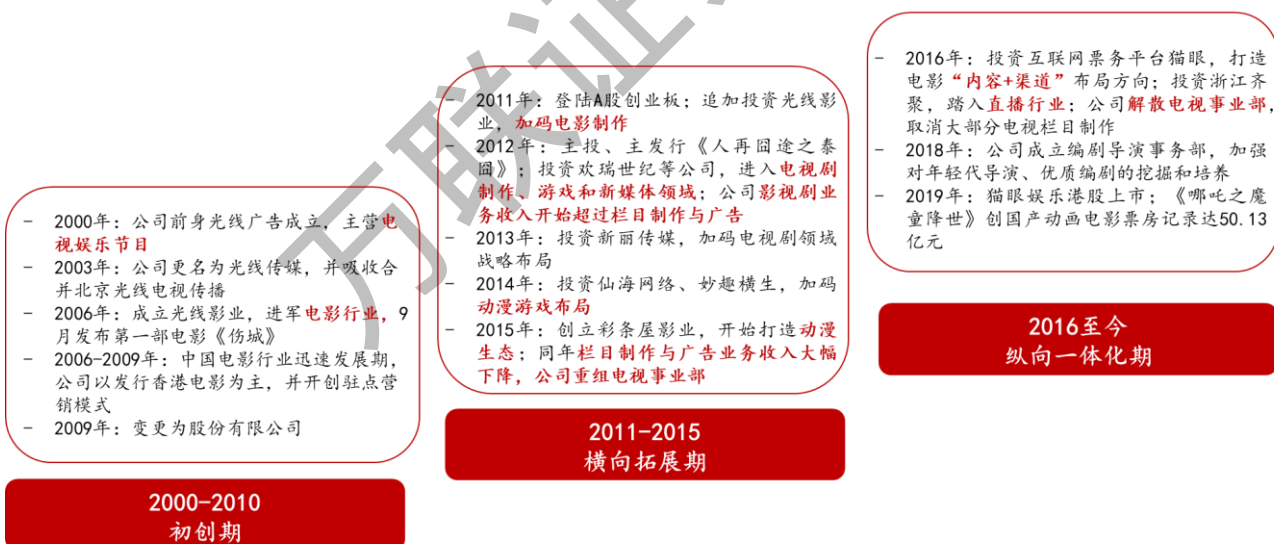 - 2000年：公司前身光线广告成立，主营电
视娱乐节目
- 2003年：公司更名为光线传媒，并吸收合
并北京光线电视传播
- 2006年：成立光线影业，进军电影行业，9
月发布第一部电影《伤城》
- 2006-2009年：中国电影行业迅速发展期，
公司以发行香港电影为主，并开创驻点营
销模式
- 2009年：变更为股份有限公司
2000-2010
初创期
- 2011年：登陆A股创业板；追加投资光线影
业，加码电影制作
- 2012年：主投、主发行《人再囧途之泰
囧》；投资欢瑞世纪等公司，进入电视剧
制作、游戏和新媒体领域；公司影视剧业
务收入开始超过栏目制作与广告
- 2013年：投资新丽传媒，加码电视剧领域
战略布局
- 2014年：投资仙海网络、妙趣横生，加码
动漫游戏布局
- 2015年：创立彩条屋影业，开始打造动漫
生态；同年栏目制作与广告业务收入大幅
下降，公司重组电视事业部
2011-2015
横向拓展期
- 2016年：投资互联网票务平台猫眼，打造
电影“内容+渠道”布局方向；投资浙江齐
聚，踏入直播行业；公司解散电视事业部，
取消大部分电视栏目制作
- 2018年：公司成立编剧导演事务部，加强
对年轻代导演、优质编剧的挖掘和培养
- 2019年：猫眼娱乐港股上市；《哪吒之魔
童降世》创国产动画电影票房记录达50.13
亿元
2016至今
纵向一体化期
万联证